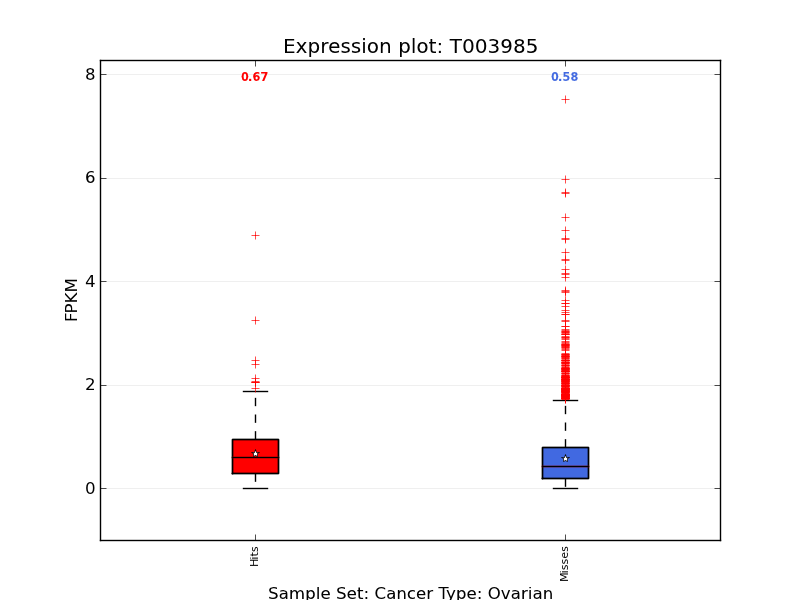 Expression plot: T003985
0.67
0.58
8
6
4
2
0
FPKM
Hits
Misses
Sample Set: Cancer Type: Ovarian